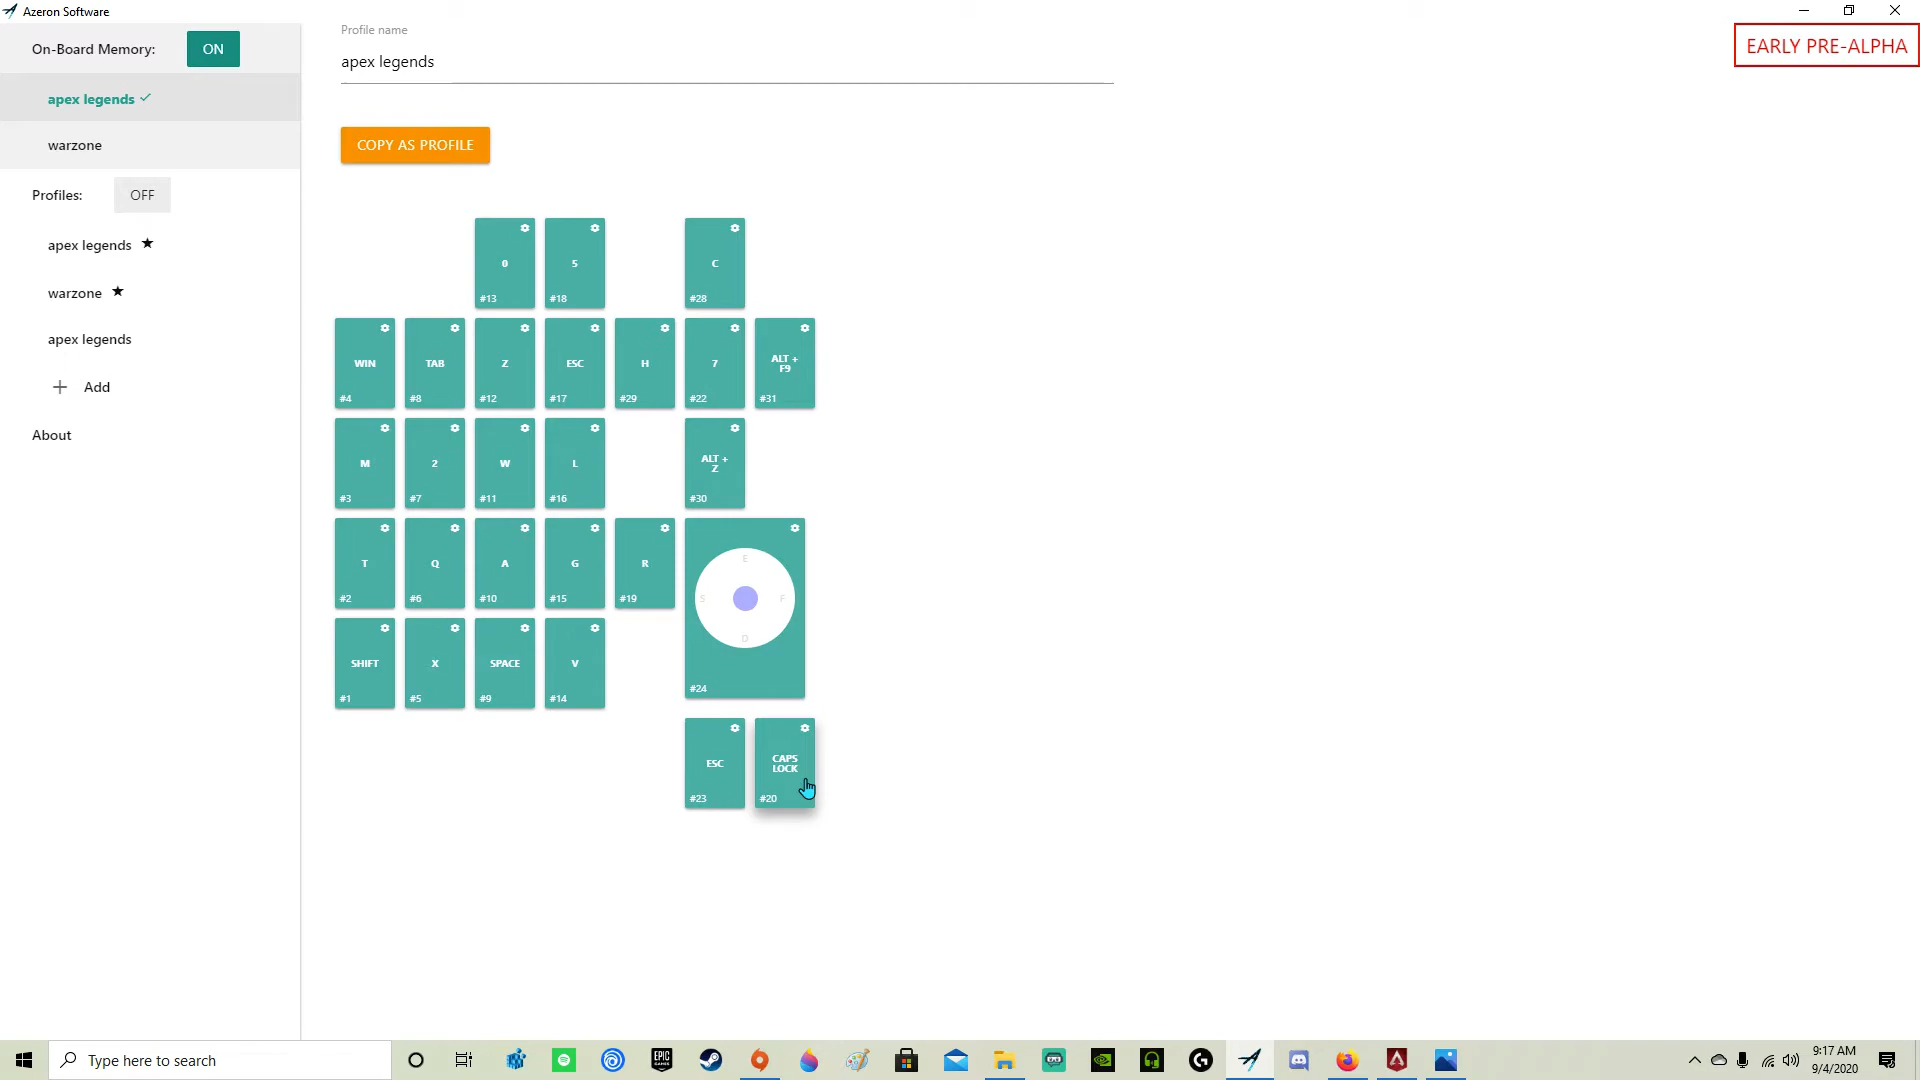 Azeron Software
On-Board Memory:
ON
apex legends
warzone
Profiles:
OFF
apex legends
warzone
apex legends
Add
About
Profile name
apex legends
EARLY PRE-ALPHA
COPY AS PROFILE
0
#13
5
#18
C
#28
WIN
#4
TAB
#8
Z
#12
ESC
#17
H
#29
7
#22
ALT +
F9
#31
M
#3
2
#7
W
#11
L
#16
ALT +
Z
#30
T
#2
Q
#6
A
#10
G
#15
R
#19
E
S
F
D
#24
SHIFT
#1
X
#5
SPACE
#9
V
#14
ESC
#23
CAPS
LOCK
#20
Type here to search
EPIC
GAMES
9:17 AM
9/4/2020